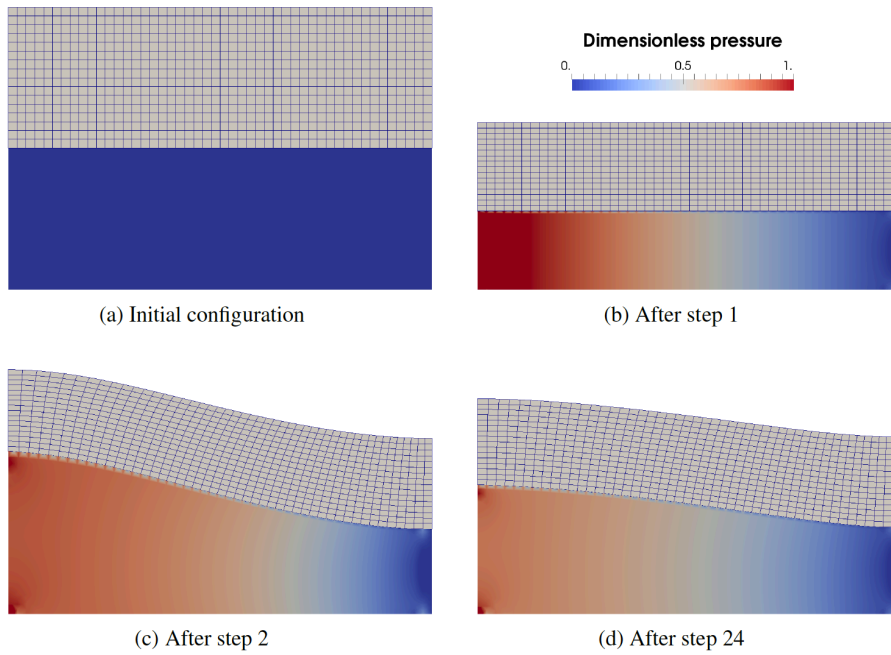 Dimensionless pressure
0. 0.5 1.
(a) Initial configuration
(b) After step 1
(c) After step 2
(d) After step 24